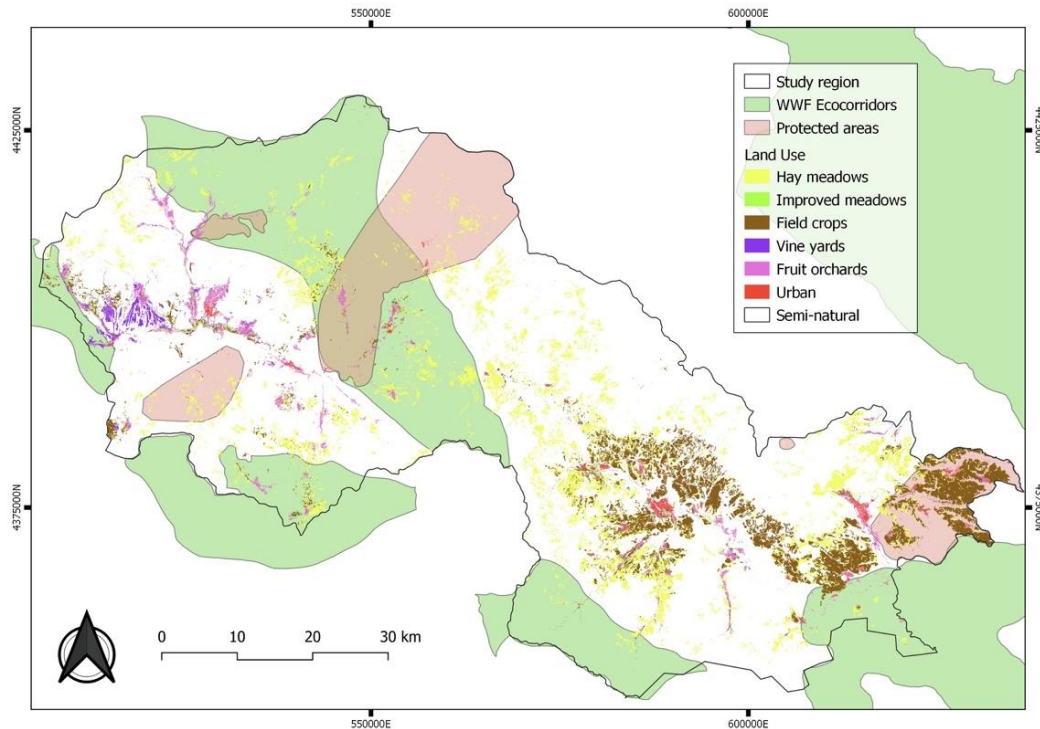 550000E
600000E
Study region
WWF Ecocorridors
Protected areas
Land Use
Hay meadows
Improved meadows
Field crops
Vine yards
Fruit orchards
Urban
Semi-natural
4425000N
4425000N
4375000N
4375000N
0 10 20 30 km
550000E
600000E